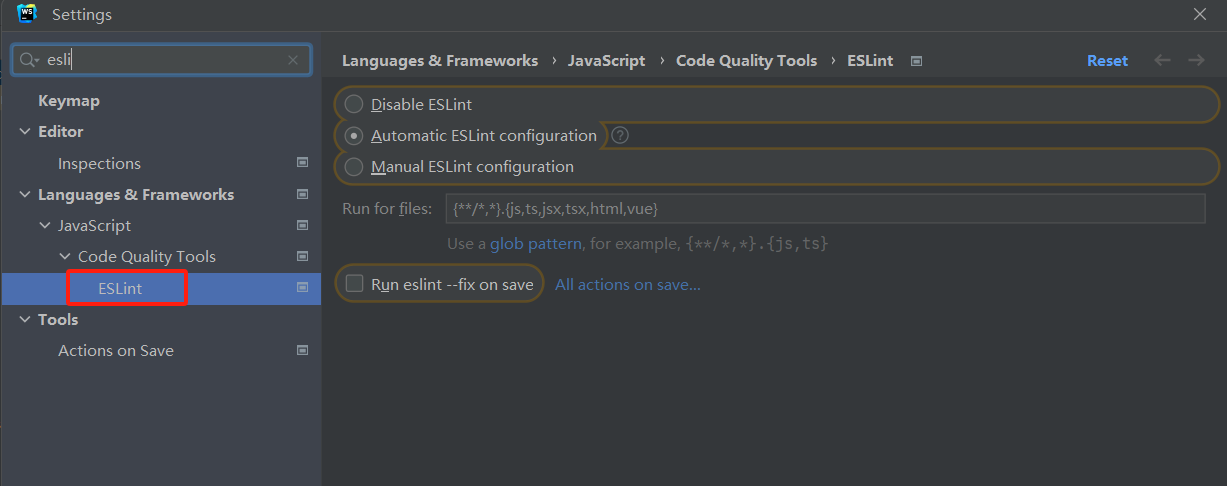 WS
Settings
esli
Keymap
Editor
Inspections
Languages & Frameworks
JavaScript
Code Quality Tools
ESLint
Tools
Actions on Save
Languages & Frameworks › JavaScript › Code Quality Tools › ESLint
Reset
Disable ESLint
Automatic ESLint configuration ?
Manual ESLint configuration
Run for files: {**/*,*}.{js,ts,jsx,tsx,html,vue}
Use a glob pattern, for example, {**/*,*}.{js,ts}
Run eslint --fix on save All actions on save...